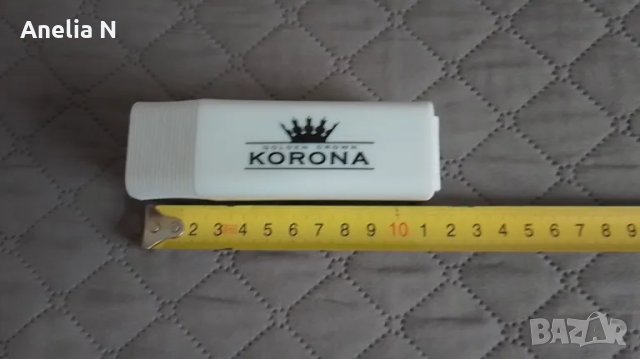 Anelia N
GOLDEN CROWN
KORONA
2 3 4 5 6 7 8 9 10 1 2 3 4 5 6 7 8 9
BAZAR